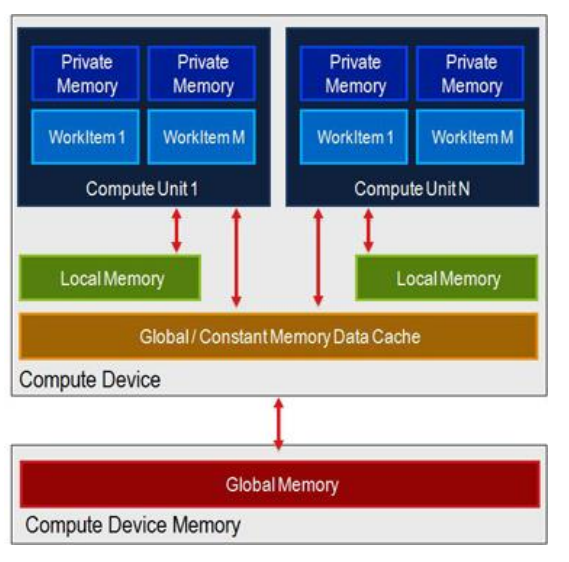 Private Memory
Private Memory
Private Memory
Private Memory
WorkItem 1
WorkItem M
WorkItem 1
WorkItem M
Compute Unit 1
Compute Unit N
Local Memory
Local Memory
Global / Constant Memory Data Cache
Compute Device
Global Memory
Compute Device Memory